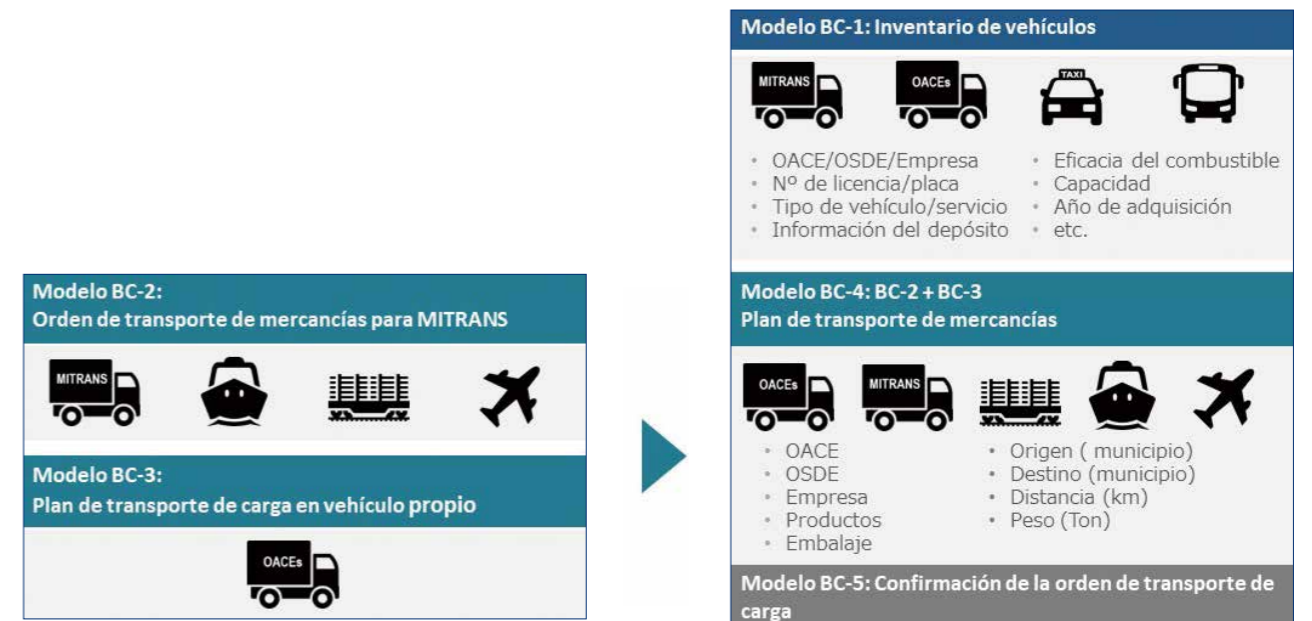 Modelo BC-2:
Orden de transporte de mercancías para MITRANS
MITRANS
Modelo BC-3:
Plan de transporte de carga en vehículo propio
OACEs
Modelo BC-1: Inventario de vehículos
MITRANS
OACEs
TAXI
• OACE/OSDE/Empresa
• Nº de licencia/placa
• Tipo de vehículo/servicio
• Información del depósito
• Eficacia del combustible
• Capacidad
• Año de adquisición
• etc.
Modelo BC-4: BC-2 + BC-3
Plan de transporte de mercancías
OACEs
MITRANS
• OACE
• OSDE
• Empresa
• Productos
• Embalaje
• Origen ( municipio)
• Destino (municipio)
• Distancia (km)
• Peso (Ton)
Modelo BC-5: Confirmación de la orden de transporte de
carga